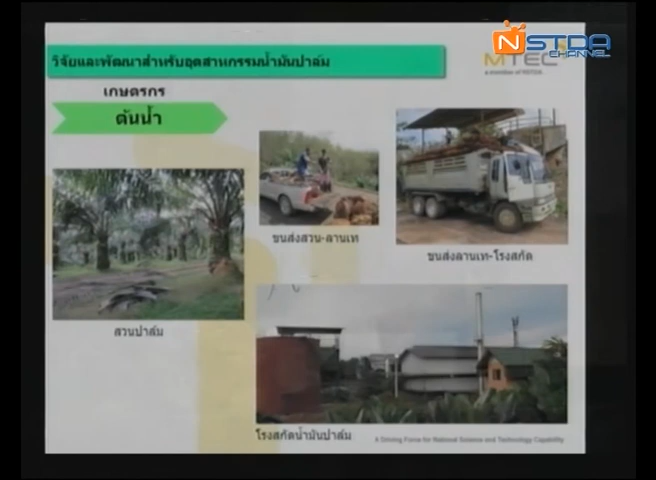 NSTDA
CHANNEL
MTEC
a member of NSTDA
วิจัยและพัฒนาสำหรับอุตสาหกรรมน้ำมันปาล์ม
เกษตรกร
ต้นน้ำ
ขนส่งสวน-ลานเท
ขนส่งลานเท-โรงสกัด
สวนปาล์ม
โรงสกัดน้ำมันปาล์ม
A Driving Force for National Science and Technology Capability